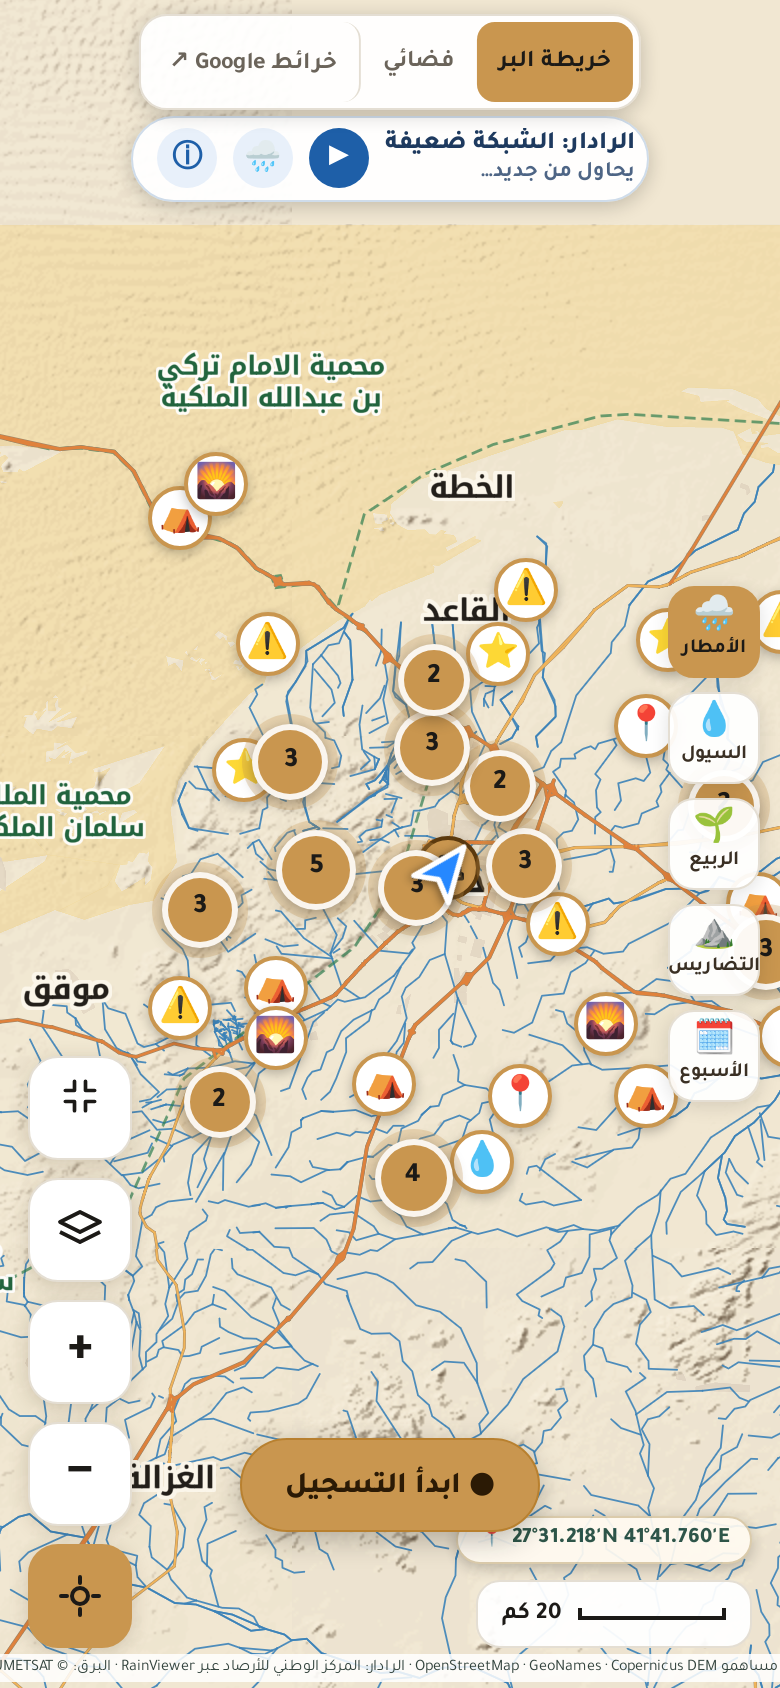 خريطة البر
فضائي
خرائط Google ↗
الرادار: الشبكة ضعيفة
يحاول من جديد...
محمية الامام تركي
بن عبدالله الملكية
الخطة
القاعد
الأمطار
2
3
3
2
السيول
محمية الملك
سلمان الملكية
الربيع
5
3
3
3
التضاريس
3
موقق
الأسبوع
2
4
+
−
الغزالة
ابدأ التسجيل
27°31.218'N 41°41.760'E
20 كم
مساهمو OpenStreetMap · GeoNames · Copernicus DEM · الرادار: المركز الوطني للأرصاد عبر RainViewer · البرق: ©